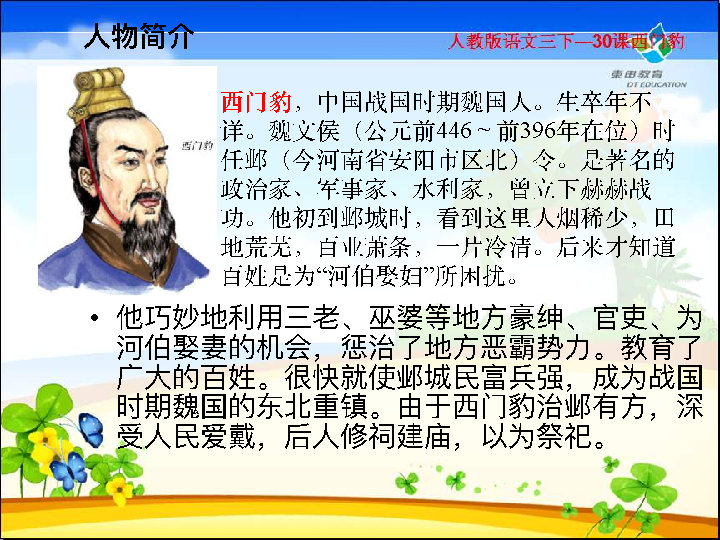 人物简介
人教版语文三下—30课西门豹
東田教育
DT EDUCATION
西门豹
西门豹，中国战国时期魏国人。生卒年不
详。魏文侯（公元前446 ~ 前396年在位）时
任邺（今河南省安阳市区北）令。是著名的
政治家、军事家、水利家，曾立下赫赫战
功。他初到邺城时，看到这里人烟稀少，田
地荒芜，百业萧条，一片冷清。后来才知道
百姓是为“河伯娶妇”所困扰。
• 他巧妙地利用三老、巫婆等地方豪绅、官吏、为
河伯娶妻的机会，惩治了地方恶霸势力。教育了
广大的百姓。很快就使邺城民富兵强，成为战国
时期魏国的东北重镇。由于西门豹治邺有方，深
受人民爱戴，后人修祠建庙，以为祭祀。